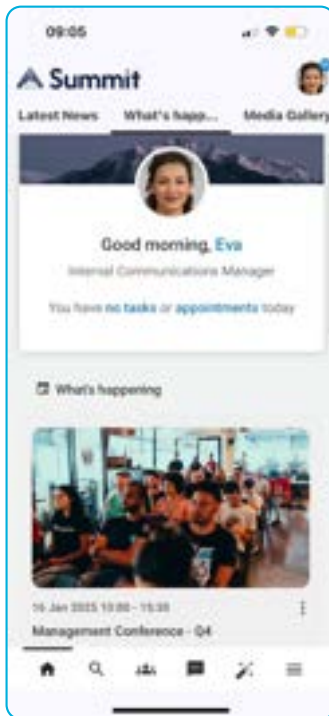 09:05
Summit
Latest News What's happ... Media Gallery
Good morning, Eva
Internal Communications Manager
You have no tasks or appointments today
What's happening
16 Jan 2025 10:00 - 15:30
Management Conference - Q4